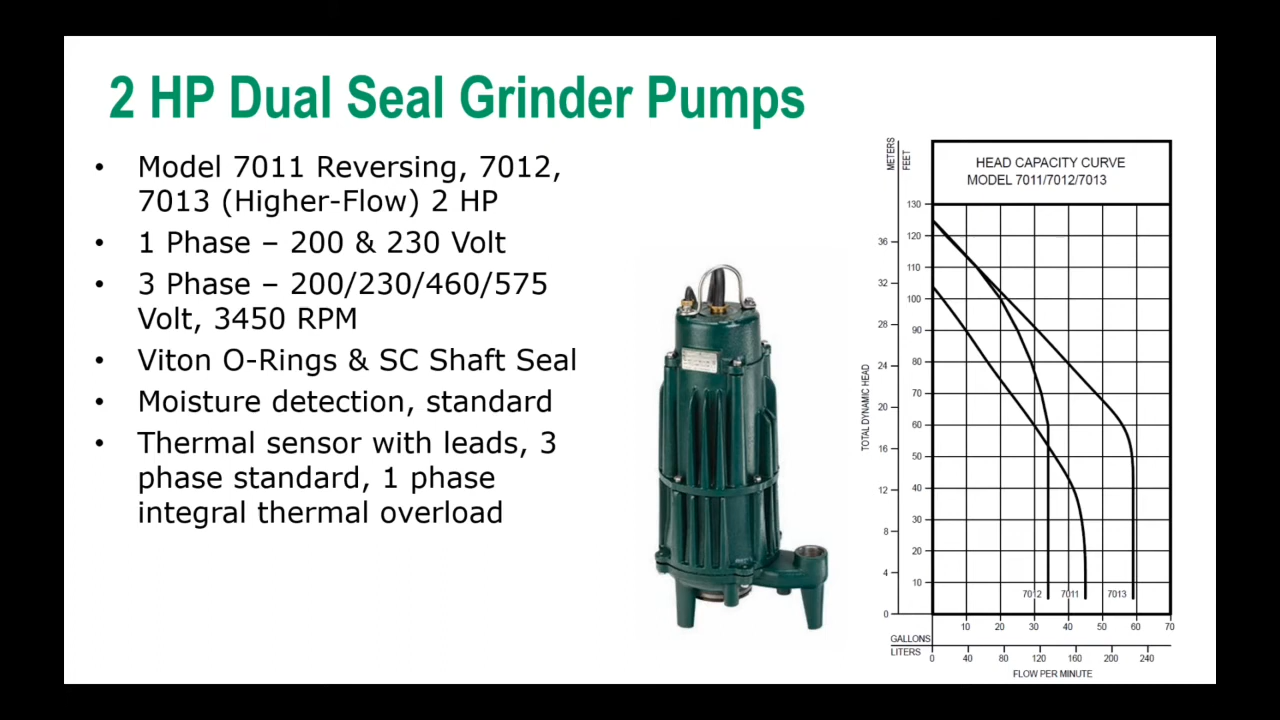 2 HP Dual Seal Grinder Pumps
• Model 7011 Reversing, 7012,
7013 (Higher-Flow) 2 HP
• 1 Phase – 200 & 230 Volt
• 3 Phase – 200/230/460/575
Volt, 3450 RPM
• Viton O-Rings & SC Shaft Seal
• Moisture detection, standard
• Thermal sensor with leads, 3
phase standard, 1 phase
integral thermal overload
METERS
FEET
HEAD CAPACITY CURVE
MODEL 7011/7012/7013
130
36
120
110
32
100
28
90
24
80
70
20
60
16
50
12
40
30
8
20
4
10
0
TOTAL DYNAMIC HEAD
7012 7011 7013
10 20 30 40 50 60 70
GALLONS
LITERS
0 40 80 120 160 200 240
FLOW PER MINUTE